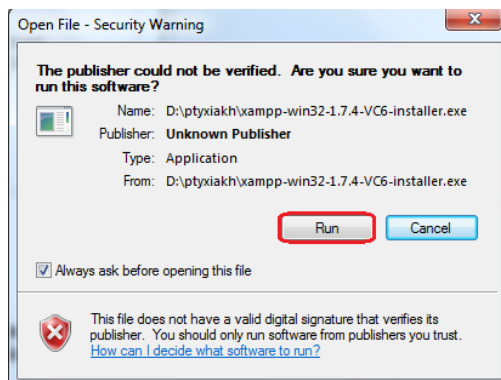 Open File - Security Warning
The publisher could not be verified. Are you sure you want to
run this software?
Name: D:\ptyxiakh\xampp-win32-1.7.4-VC6-installer.exe
Publisher: Unknown Publisher
Type: Application
From: D:\ptyxiakh\xampp-win32-1.7.4-VC6-installer.exe
Run Cancel
Always ask before opening this file
This file does not have a valid digital signature that verifies its
publisher. You should only run software from publishers you trust.
How can I decide what software to run?